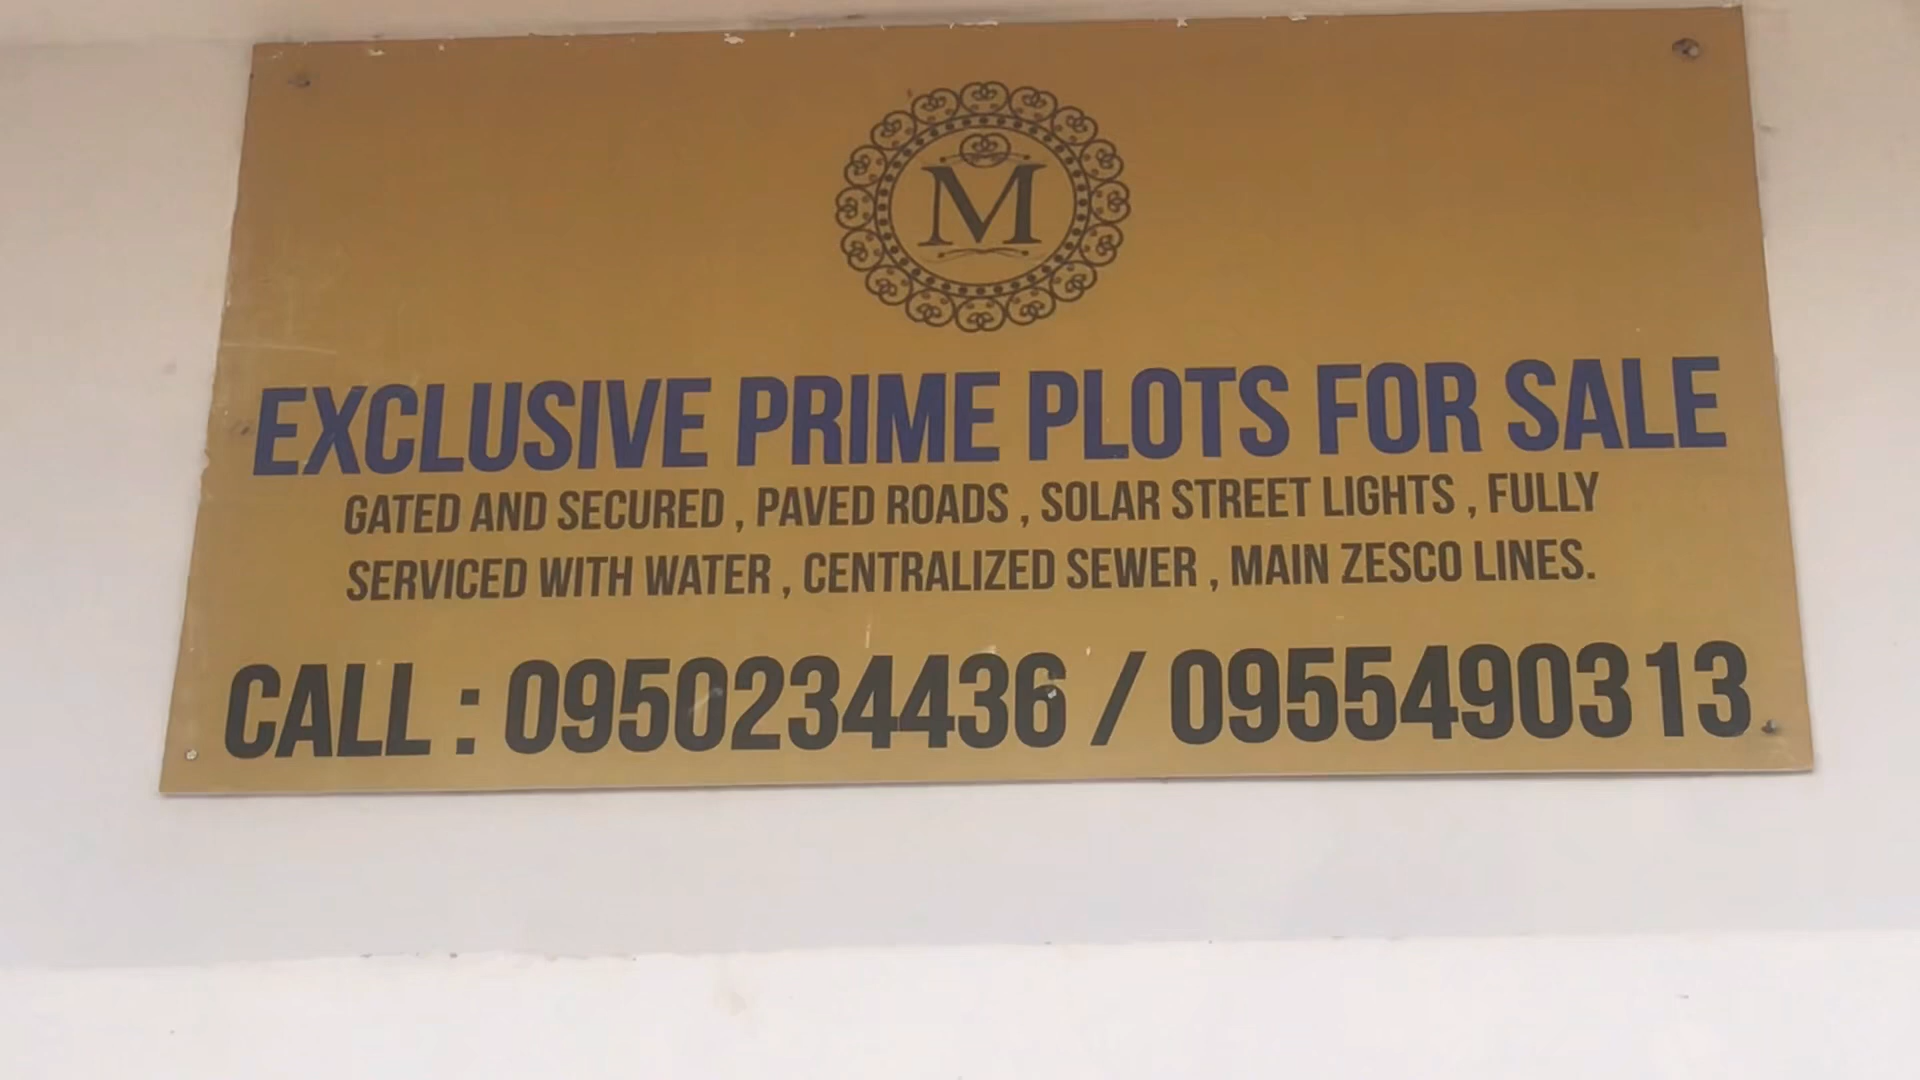 M
EXCLUSIVE PRIME PLOTS FOR SALE
GATED AND SECURED , PAVED ROADS , SOLAR STREET LIGHTS , FULLY
SERVICED WITH WATER , CENTRALIZED SEWER , MAIN ZESCO LINES.
CALL : 0950234436 / 0955490313